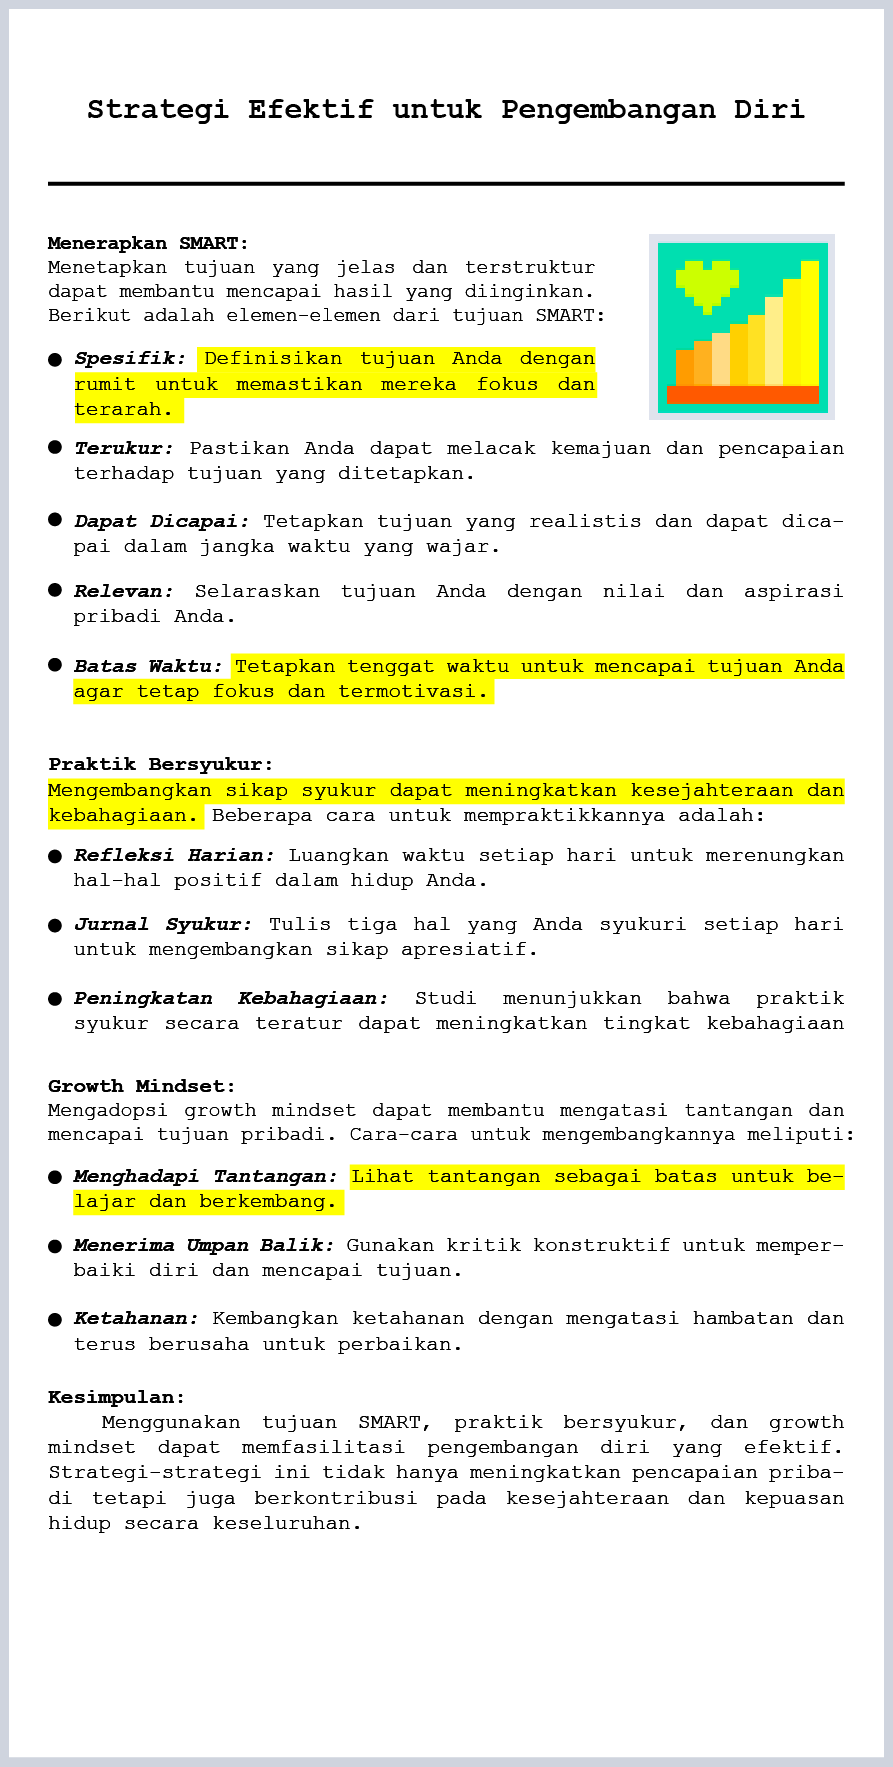 Strategi Efektif untuk Pengembangan Diri
Menerapkan SMART:
Menetapkan tujuan yang jelas dan terstruktur
dapat membantu mencapai hasil yang diinginkan.
Berikut adalah elemen-elemen dari tujuan SMART:
● Spesifik: Definisikan tujuan Anda dengan
rumit untuk memastikan mereka fokus dan
terarah.
● Terukur: Pastikan Anda dapat melacak kemajuan dan pencapaian
terhadap tujuan yang ditetapkan.
● Dapat Dicapai: Tetapkan tujuan yang realistis dan dapat dica-
pai dalam jangka waktu yang wajar.
● Relevan: Selaraskan tujuan Anda dengan nilai dan aspirasi
pribadi Anda.
● Batas Waktu: Tetapkan tenggat waktu untuk mencapai tujuan Anda
agar tetap fokus dan termotivasi.
Praktik Bersyukur:
Mengembangkan sikap syukur dapat meningkatkan kesejahteraan dan
kebahagiaan. Beberapa cara untuk mempraktikkannya adalah:
● Refleksi Harian: Luangkan waktu setiap hari untuk merenungkan
hal-hal positif dalam hidup Anda.
● Jurnal Syukur: Tulis tiga hal yang Anda syukuri setiap hari
untuk mengembangkan sikap apresiatif.
● Peningkatan Kebahagiaan: Studi menunjukkan bahwa praktik
syukur secara teratur dapat meningkatkan tingkat kebahagiaan
Growth Mindset:
Mengadopsi growth mindset dapat membantu mengatasi tantangan dan
mencapai tujuan pribadi. Cara-cara untuk mengembangkannya meliputi:
● Menghadapi Tantangan: Lihat tantangan sebagai batas untuk be-
lajar dan berkembang.
● Menerima Umpan Balik: Gunakan kritik konstruktif untuk memper-
baiki diri dan mencapai tujuan.
● Ketahanan: Kembangkan ketahanan dengan mengatasi hambatan dan
terus berusaha untuk perbaikan.
Kesimpulan:
Menggunakan tujuan SMART, praktik bersyukur, dan growth
mindset dapat memfasilitasi pengembangan diri yang efektif.
Strategi-strategi ini tidak hanya meningkatkan pencapaian priba-
di tetapi juga berkontribusi pada kesejahteraan dan kepuasan
hidup secara keseluruhan.